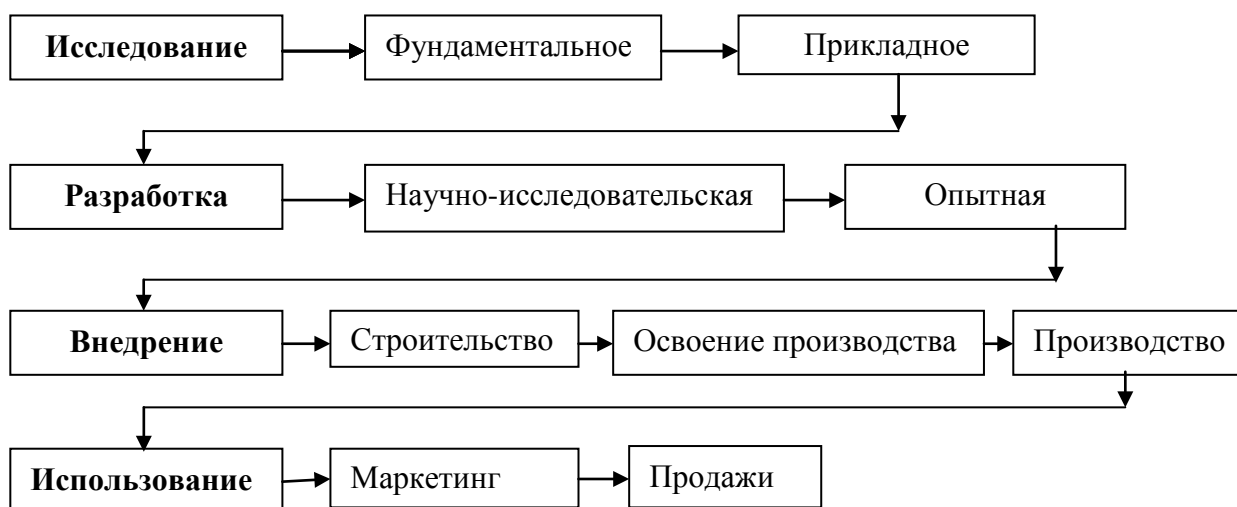 Исследование Фундаментальное Прикладное
Разработка Научно-исследовательская Опытная
Внедрение Строительство Освоение производства Производство
Использование Маркетинг Продажи